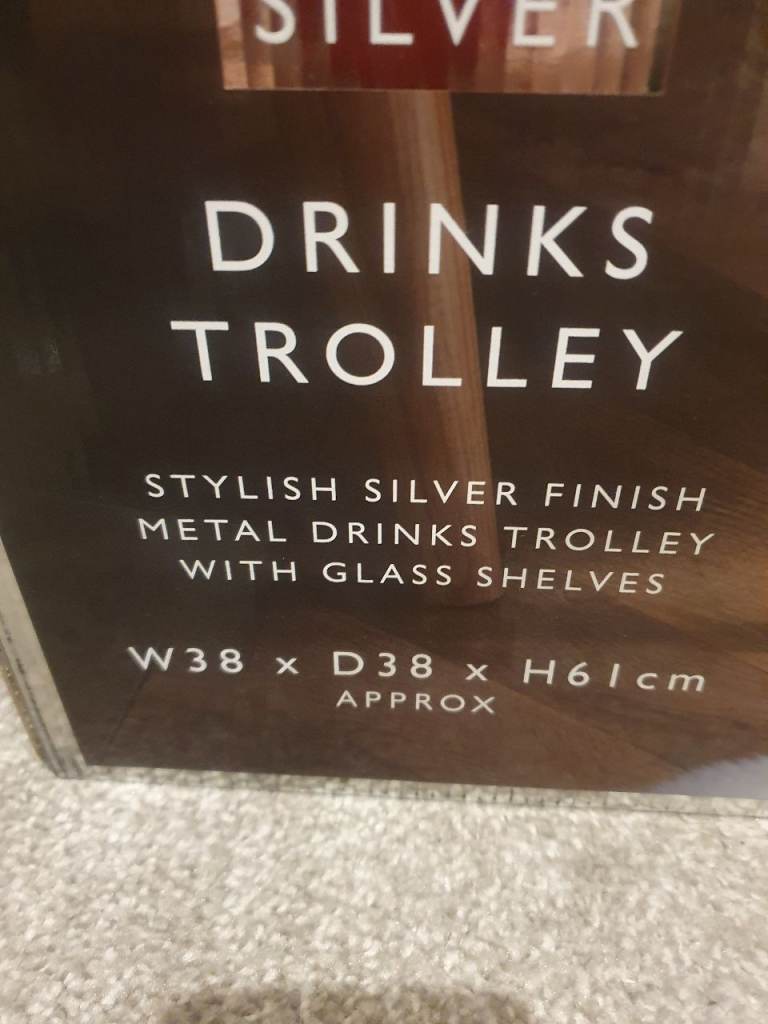 SILVER
DRINKS
TROLLEY
STYLISH SILVER FINISH
METAL DRINKS TROLLEY
WITH GLASS SHELVES
W38 x D38 x H61cm
APPROX